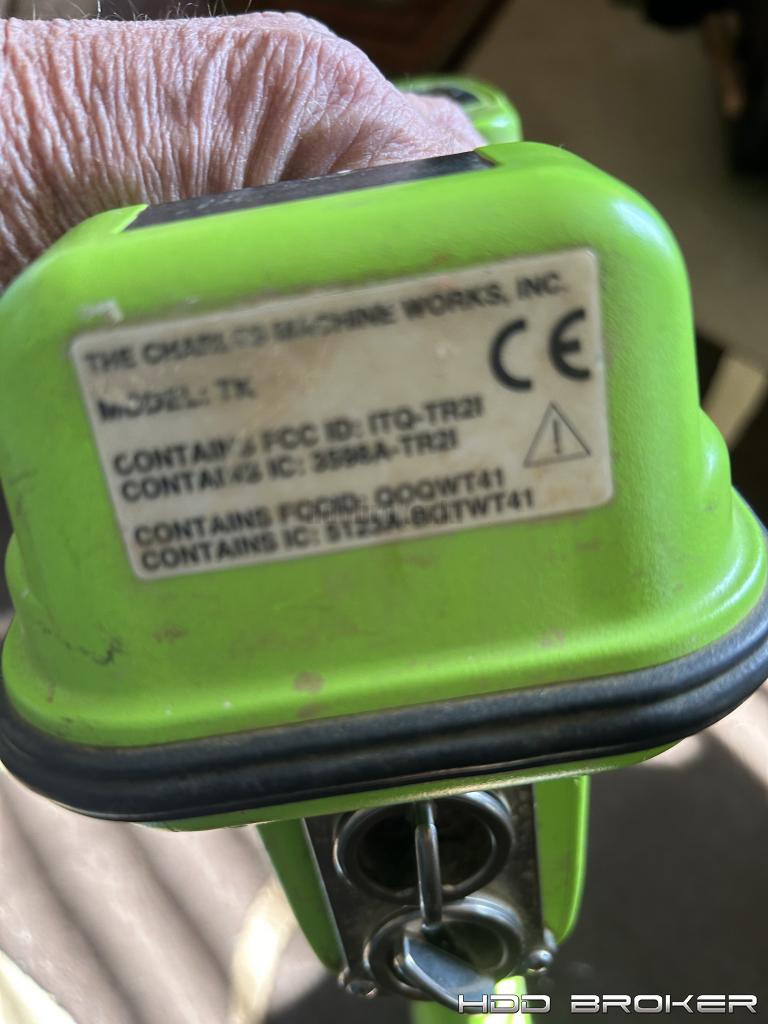 THE CHARLES MACHINE WORKS, INC.
MODEL: TK
CE
CONTAINS FCC ID: ITQ-TR2I
CONTAINS IC: 3598A-TR2I
CONTAINS FCCID: QOQWT41
CONTAINS IC: 5123A-BGTWT41
HDD BROKER